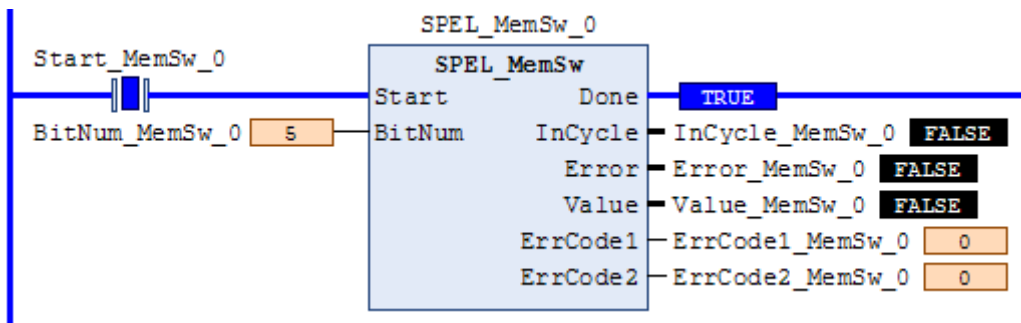 SPEL_MemSw_0
Start_MemSw_0
SPEL_MemSw
Start Done TRUE
BitNum_MemSw_0 5 BitNum InCycle InCycle_MemSw_0 FALSE
Error Error_MemSw_0 FALSE
Value Value_MemSw_0 FALSE
ErrCode1 ErrCode1_MemSw_0 0
ErrCode2 ErrCode2_MemSw_0 0